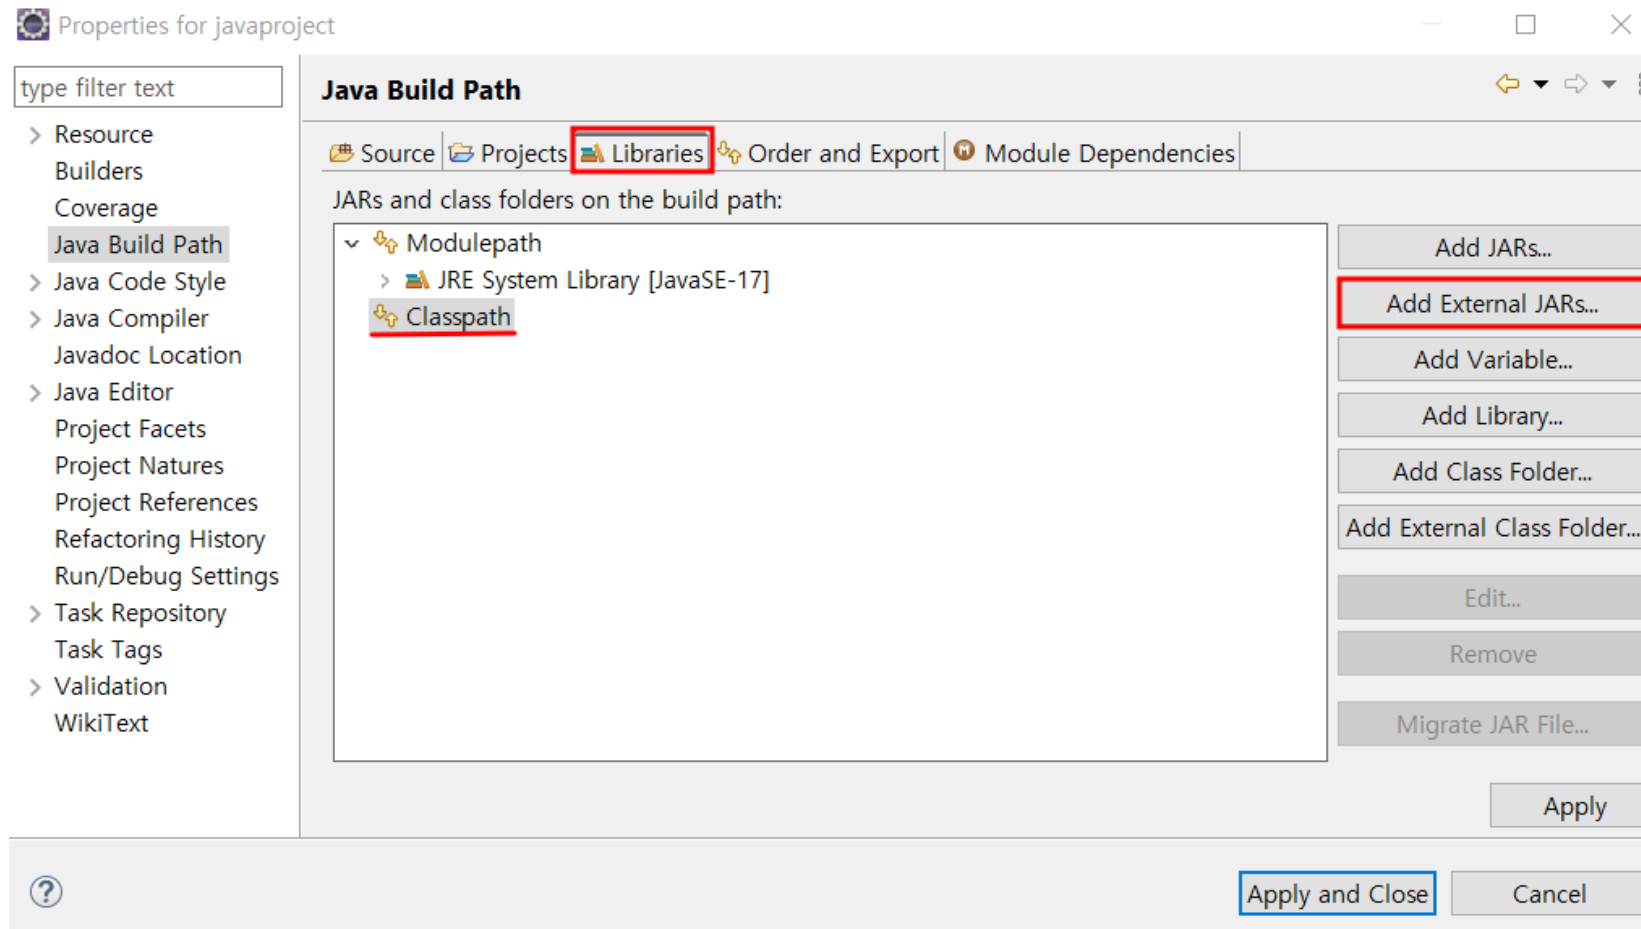 Properties for javaproject
type filter text
Resource
Builders
Coverage
Java Build Path
Java Code Style
Java Compiler
Javadoc Location
Java Editor
Project Facets
Project Natures
Project References
Refactoring History
Run/Debug Settings
Task Repository
Task Tags
Validation
WikiText
Java Build Path
Source Projects Libraries Order and Export Module Dependencies
JARs and class folders on the build path:
Modulepath
JRE System Library [JavaSE-17]
Classpath
Add JARs...
Add External JARs...
Add Variable...
Add Library...
Add Class Folder...
Add External Class Folder...
Edit...
Remove
Migrate JAR File...
Apply
Apply and Close Cancel